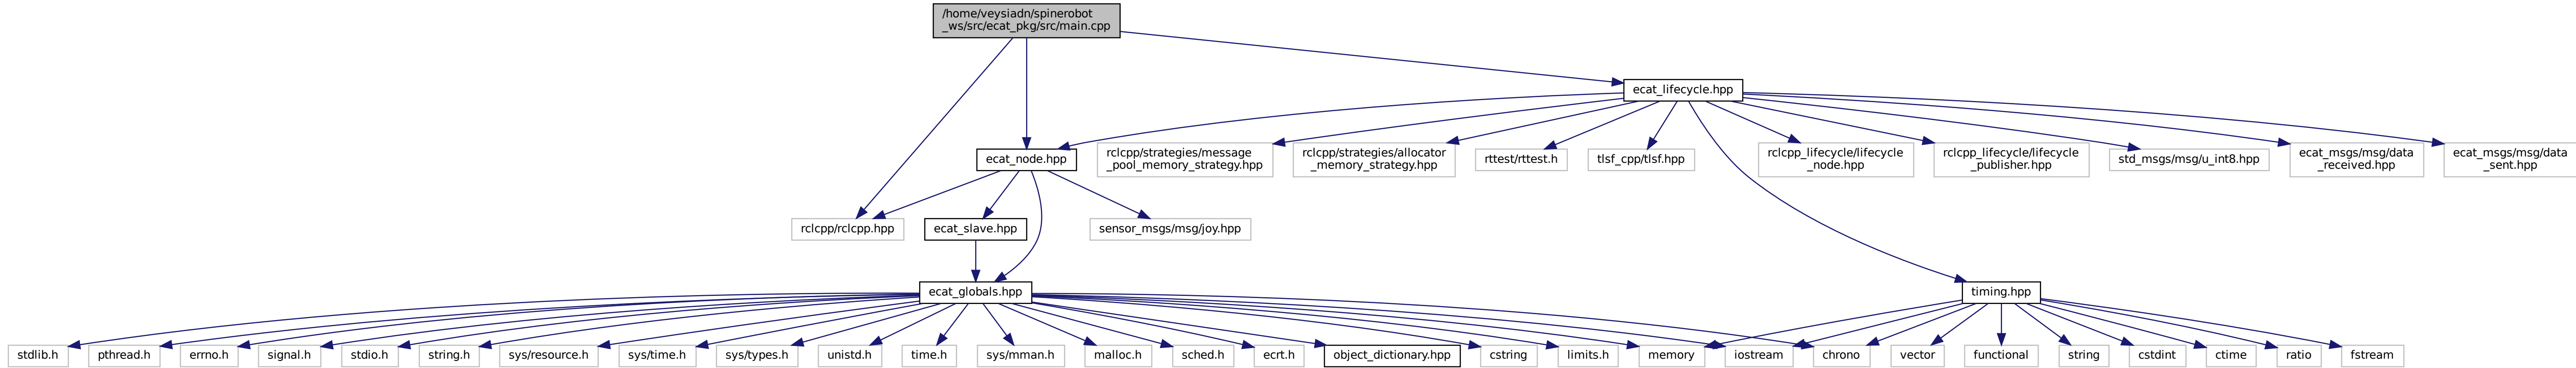 /home/veysiadn/spinerobot
_ws/src/ecat_pkg/src/main.cpp
ecat_lifecycle.hpp
ecat_node.hpp
rclcpp/strategies/message
_pool_memory_strategy.hpp
rclcpp/strategies/allocator
_memory_strategy.hpp
rttest/rttest.h
tlsf_cpp/tlsf.hpp
rclcpp_lifecycle/lifecycle
_node.hpp
rclcpp_lifecycle/lifecycle
_publisher.hpp
std_msgs/msg/u_int8.hpp
ecat_msgs/msg/data
_received.hpp
ecat_msgs/msg/data
_sent.hpp
rclcpp/rclcpp.hpp
ecat_slave.hpp
sensor_msgs/msg/joy.hpp
ecat_globals.hpp
timing.hpp
stdlib.h
pthread.h
errno.h
signal.h
stdio.h
string.h
sys/resource.h
sys/time.h
sys/types.h
unistd.h
time.h
sys/mman.h
malloc.h
sched.h
ecrt.h
object_dictionary.hpp
cstring
limits.h
memory
iostream
chrono
vector
functional
string
cstdint
ctime
ratio
fstream